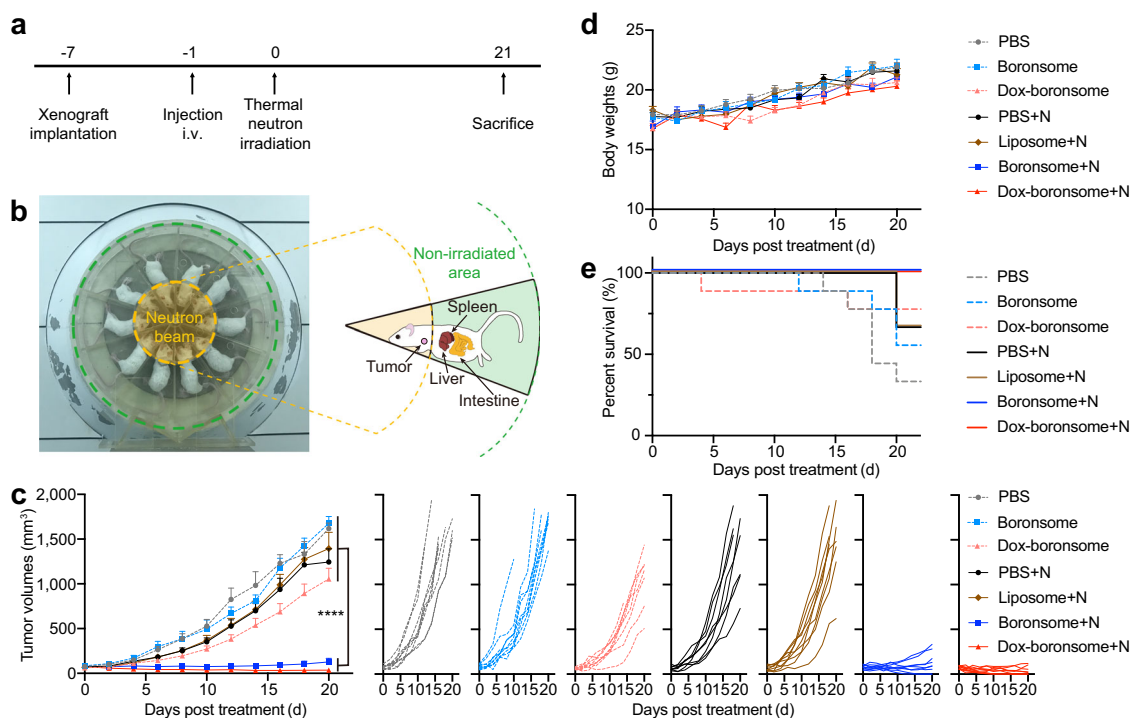 a
-7
-1
0
21
Xenograft
implantation
Injection
i.v.
Thermal
neutron
irradiation
Sacrifice
b
Neutron
beam
Non-irradiated
area
Spleen
Tumor
Liver
Intestine
c
Tumor volumes (mm³)
2,000
1,500
1,000
500
0
0 5 10 15 20
Days post treatment (d)
****
0 5 10 15 20
0 5 10 15 20
0 5 10 15 20
0 5 10 15 20
0 5 10 15 20
0 5 10 15 20
0 5 10 15 20
PBS
Boronsome
Dox-boronsome
PBS+N
Liposome+N
Boronsome+N
Dox-boronsome+N
d
Body weights (g)
25
20
15
10
0 5 10 15 20
Days post treatment (d)
PBS
Boronsome
Dox-boronsome
PBS+N
Liposome+N
Boronsome+N
Dox-boronsome+N
e
Percent survival (%)
100
50
0
0 5 10 15 20
Days post treatment (d)
PBS
Boronsome
Dox-boronsome
PBS+N
Liposome+N
Boronsome+N
Dox-boronsome+N